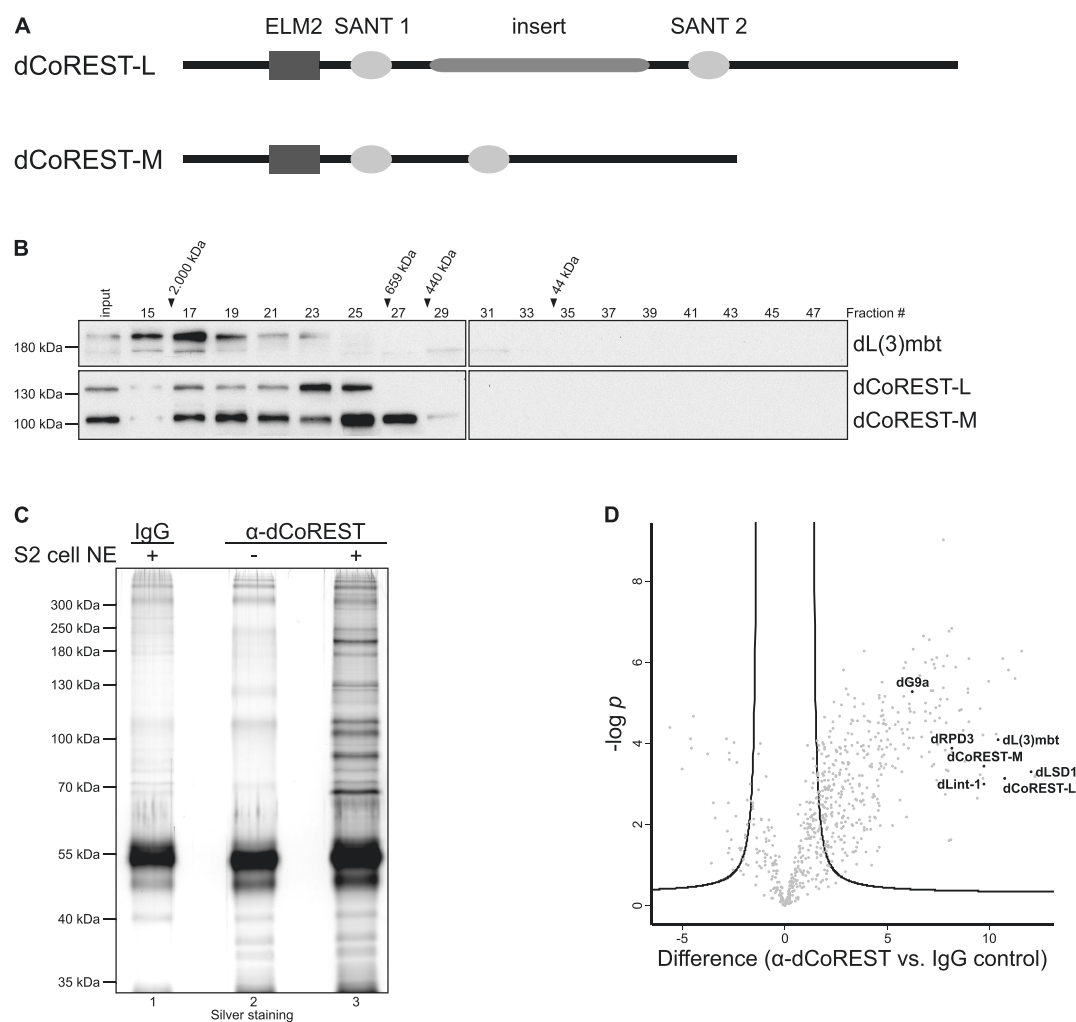 A
ELM2 SANT 1 insert SANT 2
dCoREST-L
dCoREST-M
B
input 2.000 kDa 659 kDa 440 kDa 44 kDa
15 17 19 21 23 25 27 29 31 33 35 37 39 41 43 45 47 Fraction #
180 kDa dL(3)mbt
130 kDa dCoREST-L
100 kDa dCoREST-M
C
IgG α-dCoREST
S2 cell NE + - +
300 kDa
250 kDa
180 kDa
130 kDa
100 kDa
70 kDa
55 kDa
40 kDa
35 kDa
1 2 3
Silver staining
D
-log p
8
6
4
2
0
dG9a
dRPD3 dL(3)mbt
dCoREST-M
dLSD1
dLint-1 dCoREST-L
-5 0 5 10
Difference (α-dCoREST vs. IgG control)